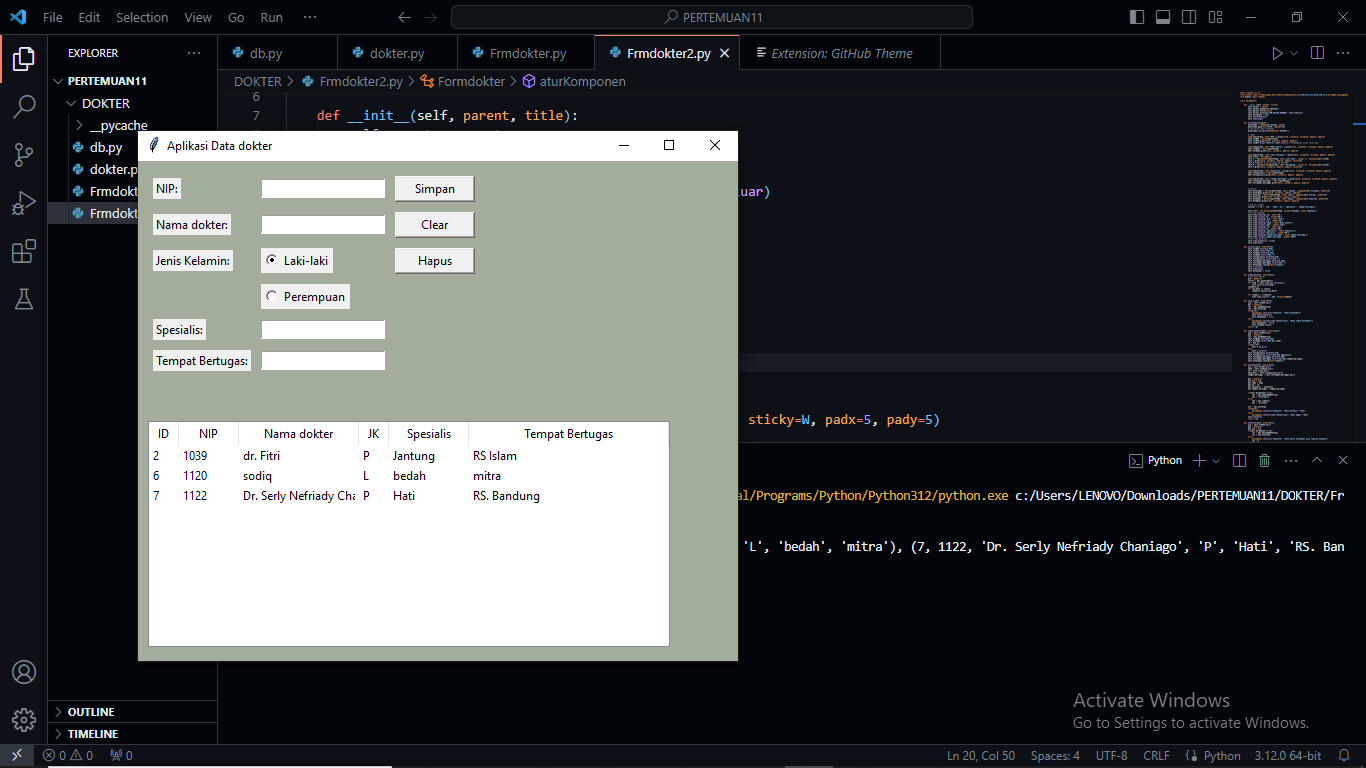 File Edit Selection View Go Run ··· PERTEMUAN11
EXPLORER ···
db.py dokter.py Frmdokter.py Frmdokter2.py Extension: GitHub Theme
DOKTER > Frmdokter2.py > Formdokter > aturKomponen
PERTEMUAN11
DOKTER
__pycache
db.py
dokter.p
Frmdokt
Frmdokt
OUTLINE
TIMELINE
6
7 def __init__(self, parent, title):
uar)
sticky=W, padx=5, pady=5)
Aplikasi Data dokter
NIP: Simpan
Nama dokter: Clear
Jenis Kelamin: Laki-laki Hapus
Perempuan
Spesialis:
Tempat Bertugas:
ID NIP Nama dokter JK Spesialis Tempat Bertugas
2 1039 dr. Fitri P Jantung RS Islam
6 1120 sodiq L bedah mitra
7 1122 Dr. Serly Nefriady Cha P Hati RS. Bandung
Python
al/Programs/Python/Python312/python.exe c:/Users/LENOVO/Downloads/PERTEMUAN11/DOKTER/Fr
'L', 'bedah', 'mitra'), (7, 1122, 'Dr. Serly Nefriady Chaniago', 'P', 'Hati', 'RS. Ban
Activate Windows
Go to Settings to activate Windows.
0 0 0 Ln 20, Col 50 Spaces: 4 UTF-8 CRLF Python 3.12.0 64-bit